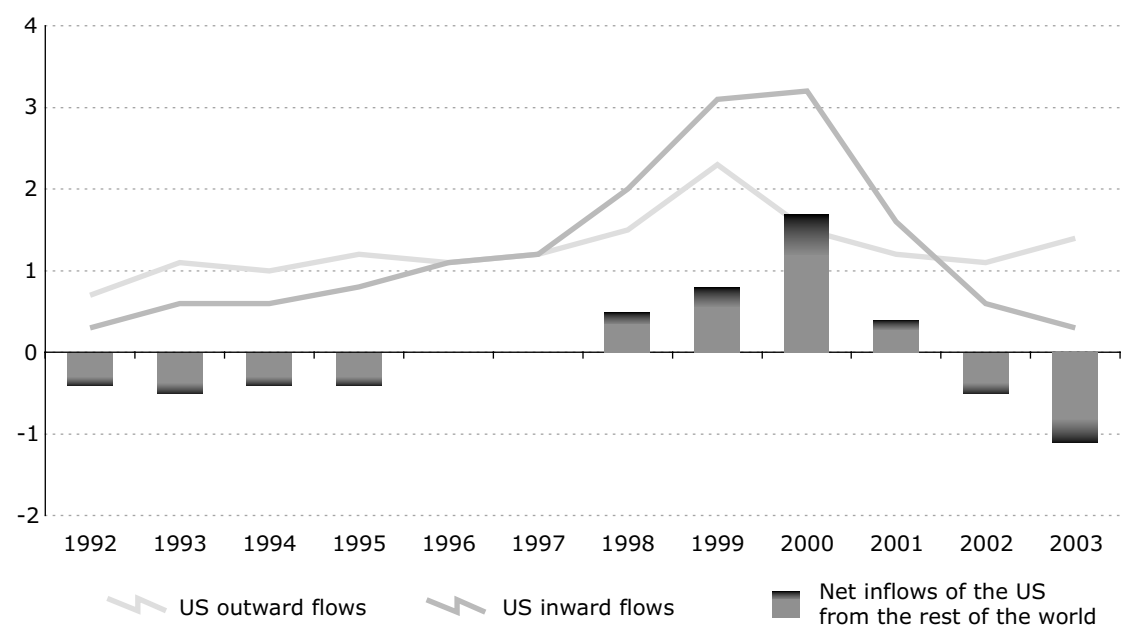 4
3
2
1
0
-1
-2
1992 1993 1994 1995 1996 1997 1998 1999 2000 2001 2002 2003
US outward flows
US inward flows
Net inflows of the US
from the rest of the world